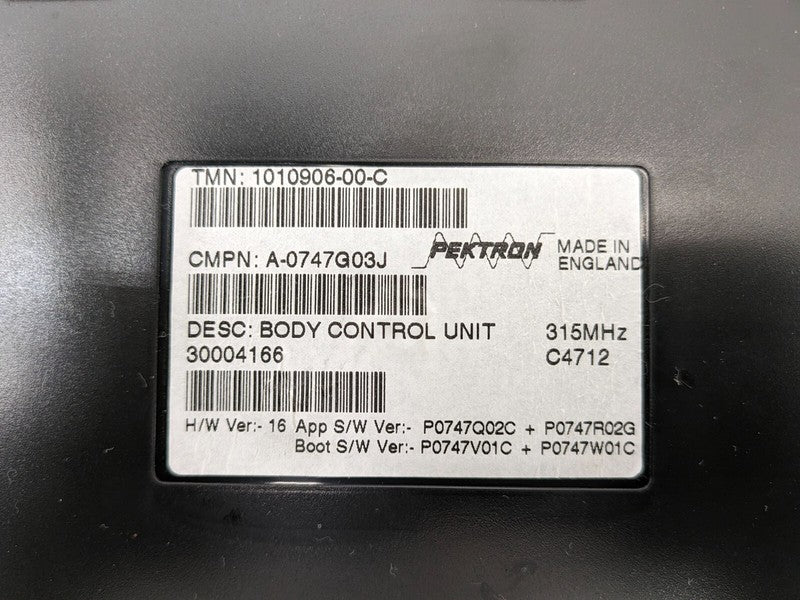 TMN: 1010906-00-C
CMPN: A-0747G03J
PEKTRON
MADE IN
ENGLAND
DESC: BODY CONTROL UNIT 315MHz
30004166 C4712
H/W Ver:- 16 App S/W Ver:- P0747Q02C + P0747R02G
Boot S/W Ver:- P0747V01C + P0747W01C